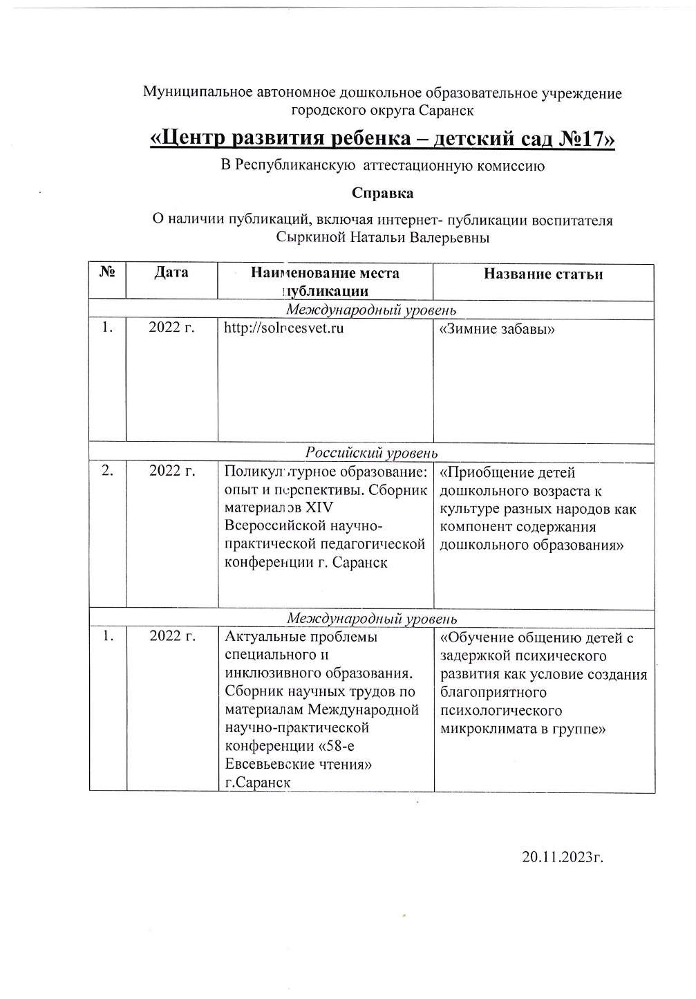 Муниципальное автономное дошкольное образовательное учреждение
городского округа Саранск
«Центр развития ребенка – детский сад №17»
В Республиканскую аттестационную комиссию
Справка
О наличии публикаций, включая интернет- публикации воспитателя
Сыркиной Натальи Валерьевны
№ Дата Наименование места Название статьи
публикации
Международный уровень
1. 2022 г. http://solncesvet.ru «Зимние забавы»
Российский уровень
2. 2022 г. Поликультурное образование: «Приобщение детей
опыт и перспективы. Сборник дошкольного возраста к
материалов XIV культуре разных народов как
Всероссийской научно- компонент содержания
практической педагогической дошкольного образования»
конференции г. Саранск
Международный уровень
1. 2022 г. Актуальные проблемы «Обучение общению детей с
специального и задержкой психического
инклюзивного образования. развития как условие создания
Сборник научных трудов по благоприятного
материалам Международной психологического
научно-практической микроклимата в группе»
конференции «58-е
Евсевьевские чтения»
г.Саранск
20.11.2023г.